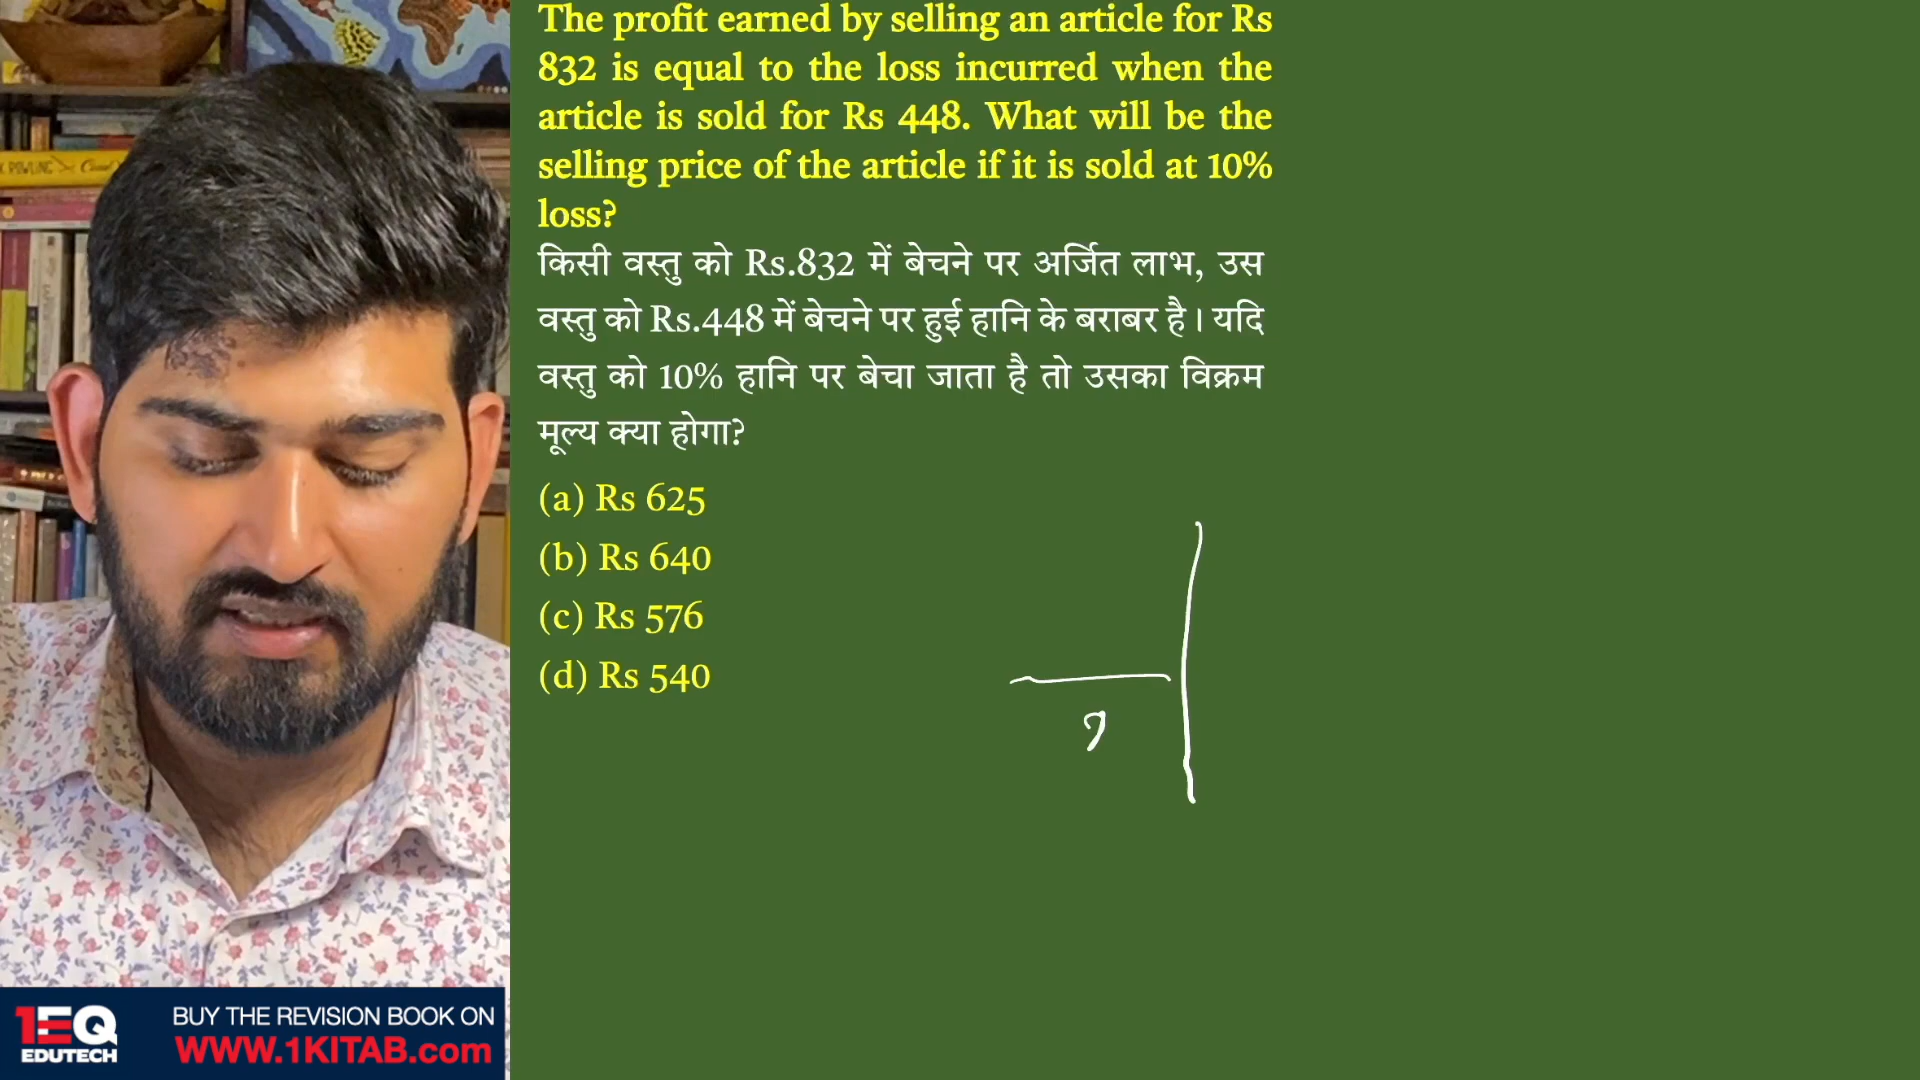 The profit earned by selling an article for Rs
832 is equal to the loss incurred when the
article is sold for Rs 448. What will be the
selling price of the article if it is sold at 10%
loss?
किसी वस्तु को Rs.832 में बेचने पर अर्जित लाभ, उस
वस्तु को Rs.448 में बेचने पर हुई हानि के बराबर है। यदि
वस्तु को 10% हानि पर बेचा जाता है तो उसका विक्रम
मूल्य क्या होगा?
(a) Rs 625
(b) Rs 640
(c) Rs 576
(d) Rs 540
1EQ
EDUTECH
BUY THE REVISION BOOK ON
WWW.1KITAB.com